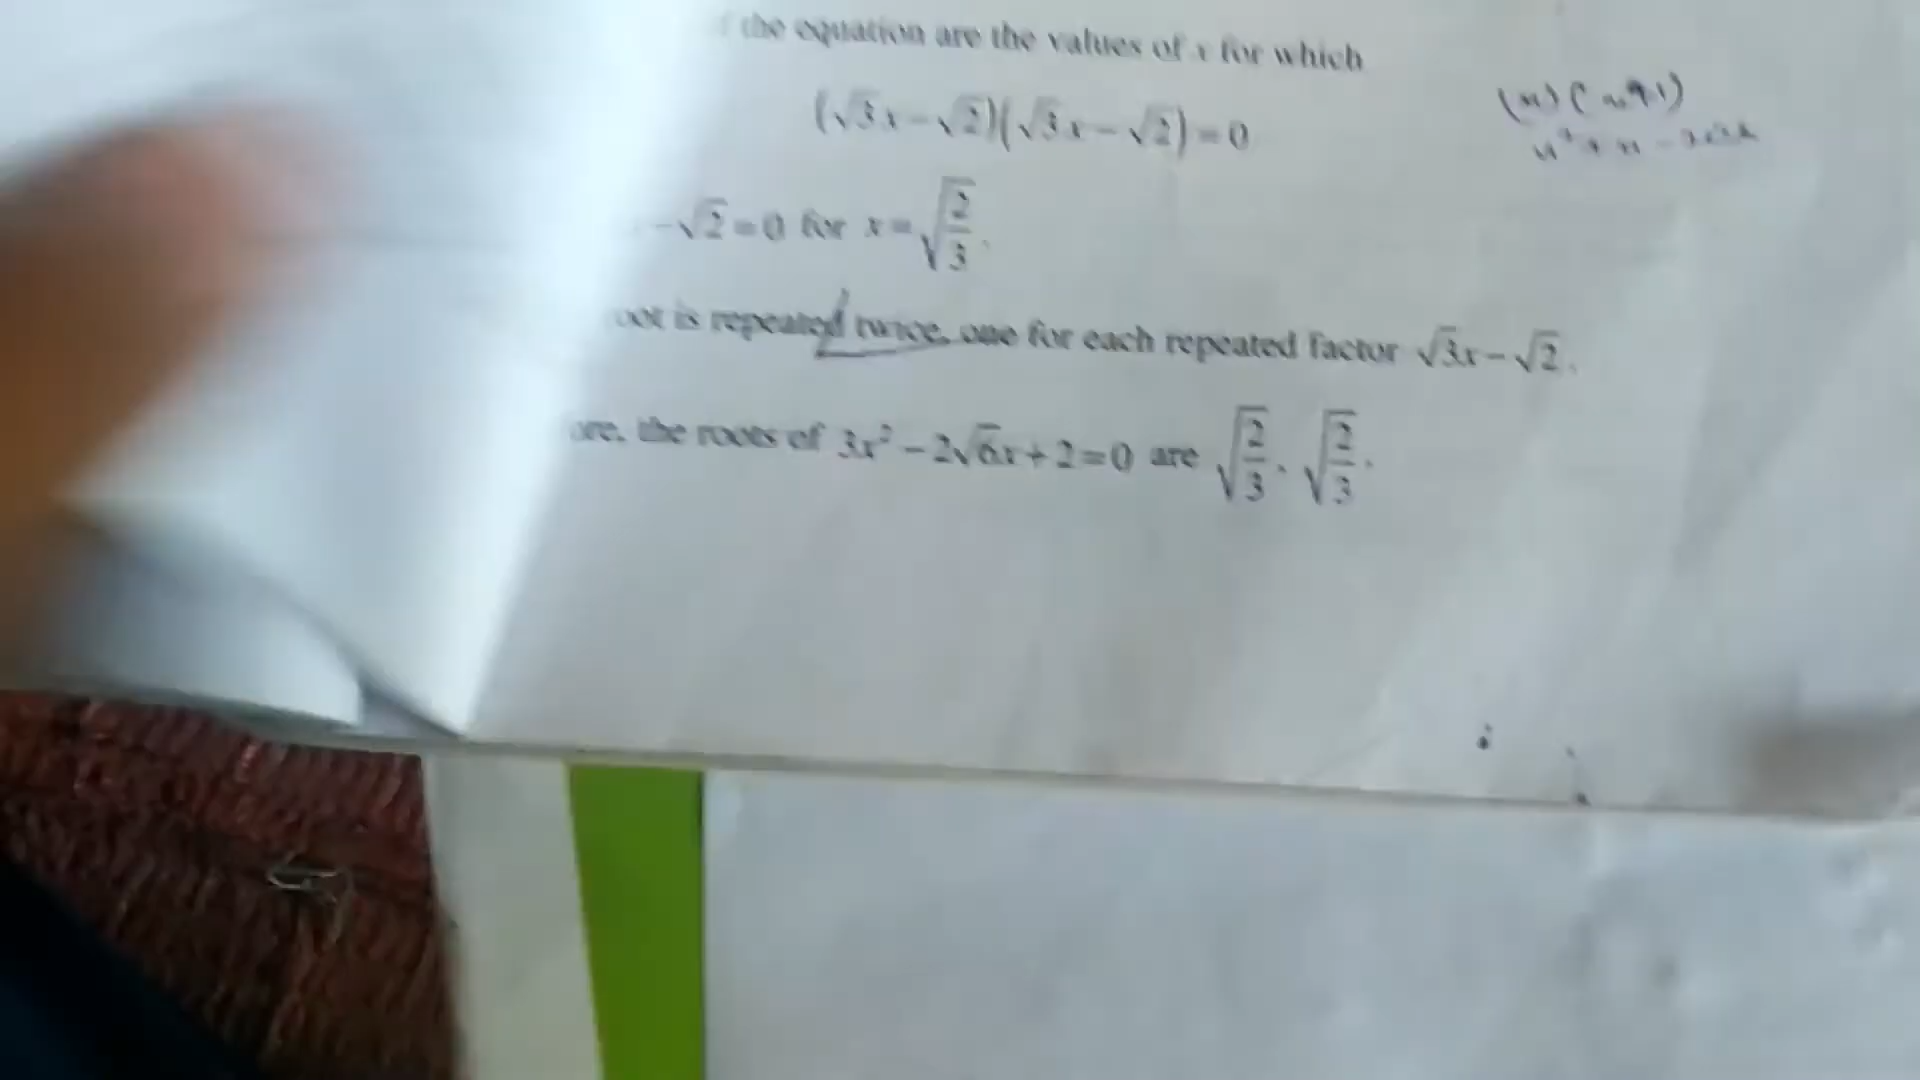 the equation are the values of x for which
(√3x−√2)(√3x−√2)=0
−√2=0 for x=√(2/3).
oot is repeated twice, one for each repeated factor √3x−√2.
ore, the roots of 3x²−2√6x+2=0 are √(2/3), √(2/3).